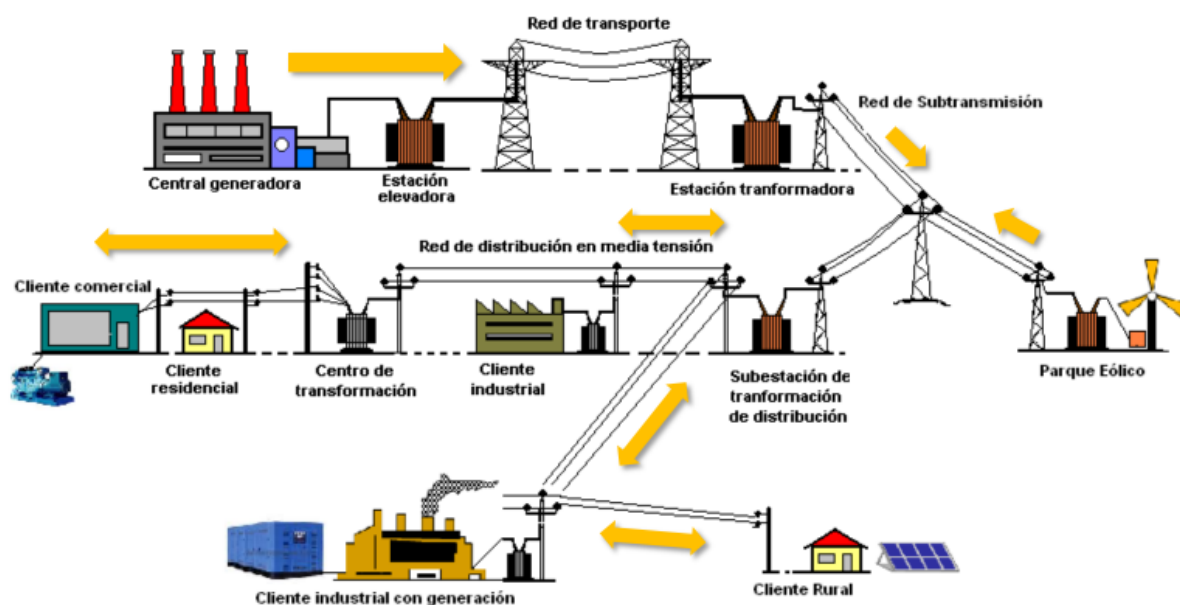 Red de transporte
Red de Subtransmisión
Central generadora
Estación
elevadora
Estación tranformadora
Red de distribución en media tensión
Cliente comercial
Cliente
residencial
Centro de
transformación
Cliente
industrial
Subestación de
tranformación
de distribución
Parque Eólico
Cliente industrial con generación
Cliente Rural